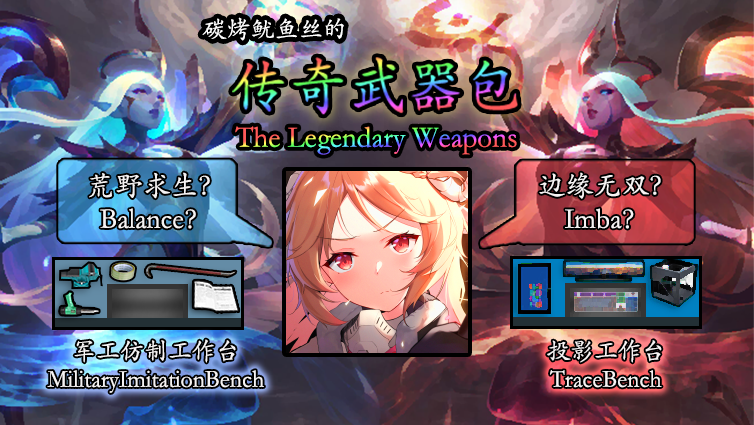 碳烤鱿鱼丝的
传奇武器包
The Legendary Weapons
荒野求生?
Balance?
边缘无双?
Imba?
军工仿制工作台
MilitaryImitationBench
投影工作台
TraceBench